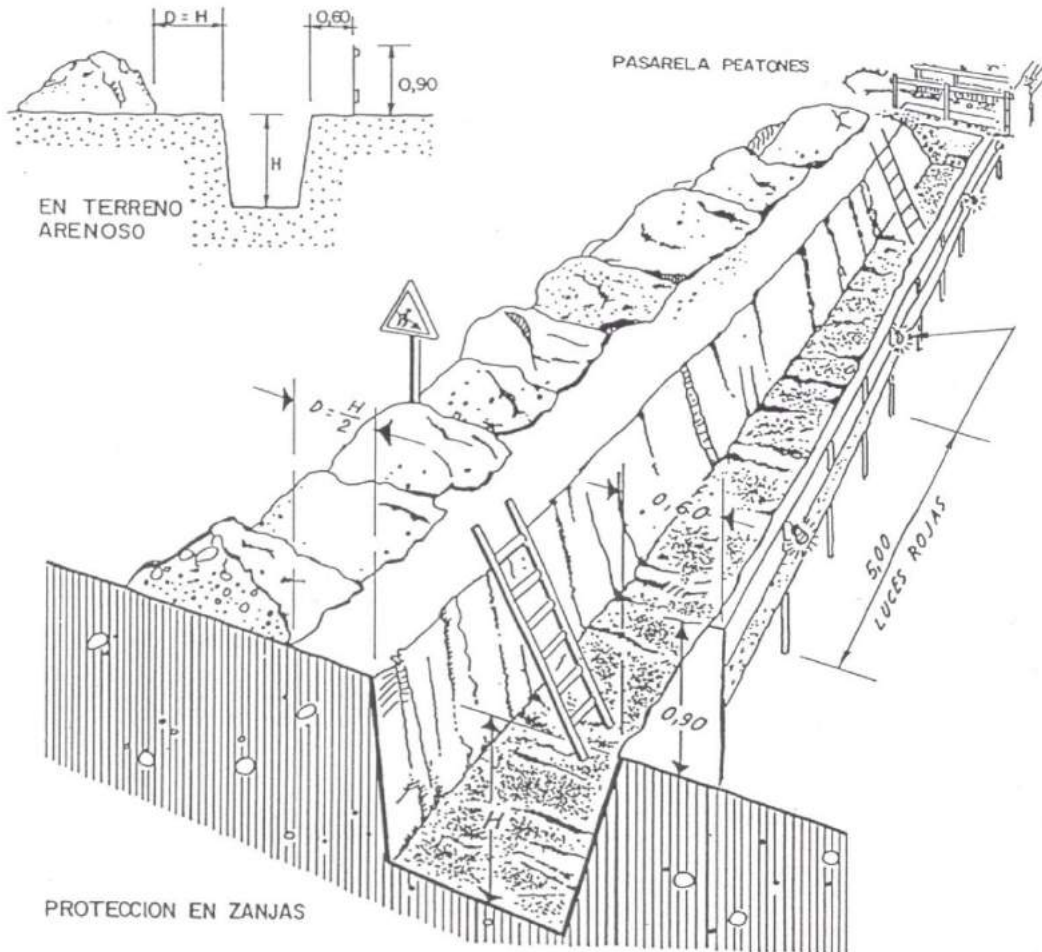 D = H
0,60
0,90
H
EN TERRENO
ARENOSO
PASARELA PEATONES
D = H/2
0,60
5,00
LUCES ROJAS
0,90
H
PROTECCION EN ZANJAS